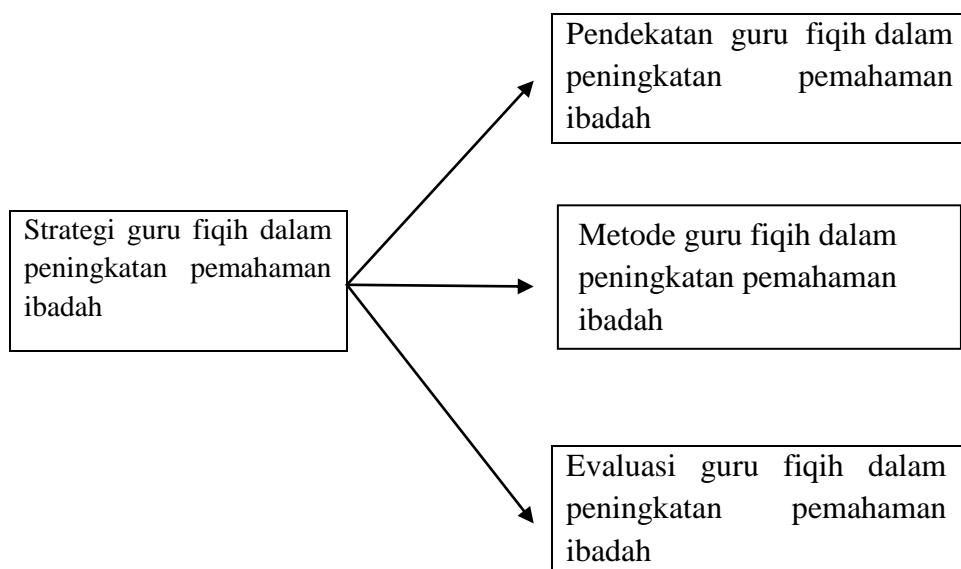 Pendekatan guru fiqih dalam
peningkatan pemahaman
ibadah
Strategi guru fiqih dalam
peningkatan pemahaman
ibadah
Metode guru fiqih dalam
peningkatan pemahaman
ibadah
Evaluasi guru fiqih dalam
peningkatan pemahaman
ibadah